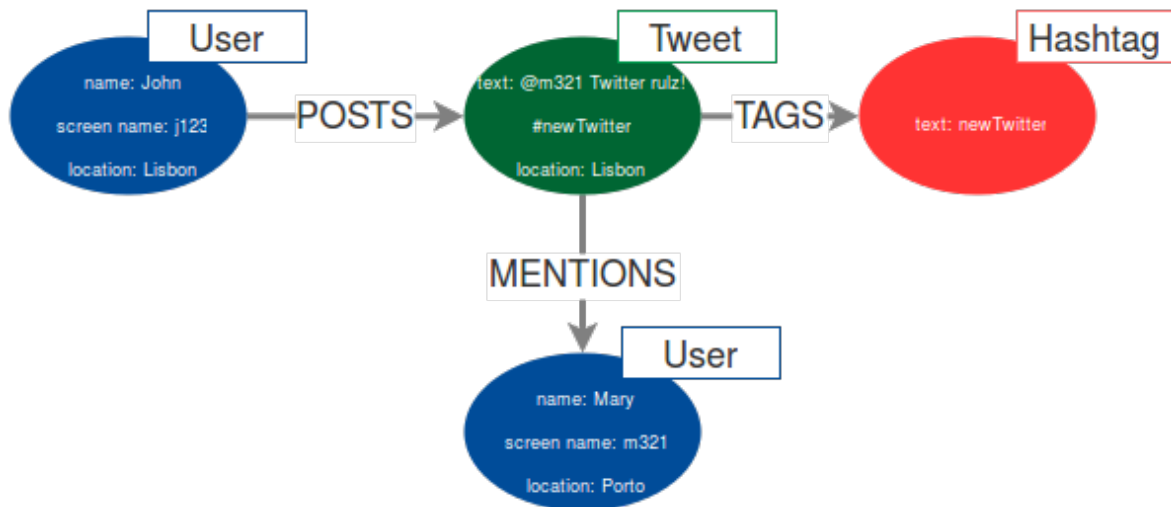 User
name: John
screen name: j123
location: Lisbon
POSTS
Tweet
text: @m321 Twitter rulz!
#newTwitter
location: Lisbon
TAGS
Hashtag
text: newTwitter
MENTIONS
User
name: Mary
screen name: m321
location: Porto